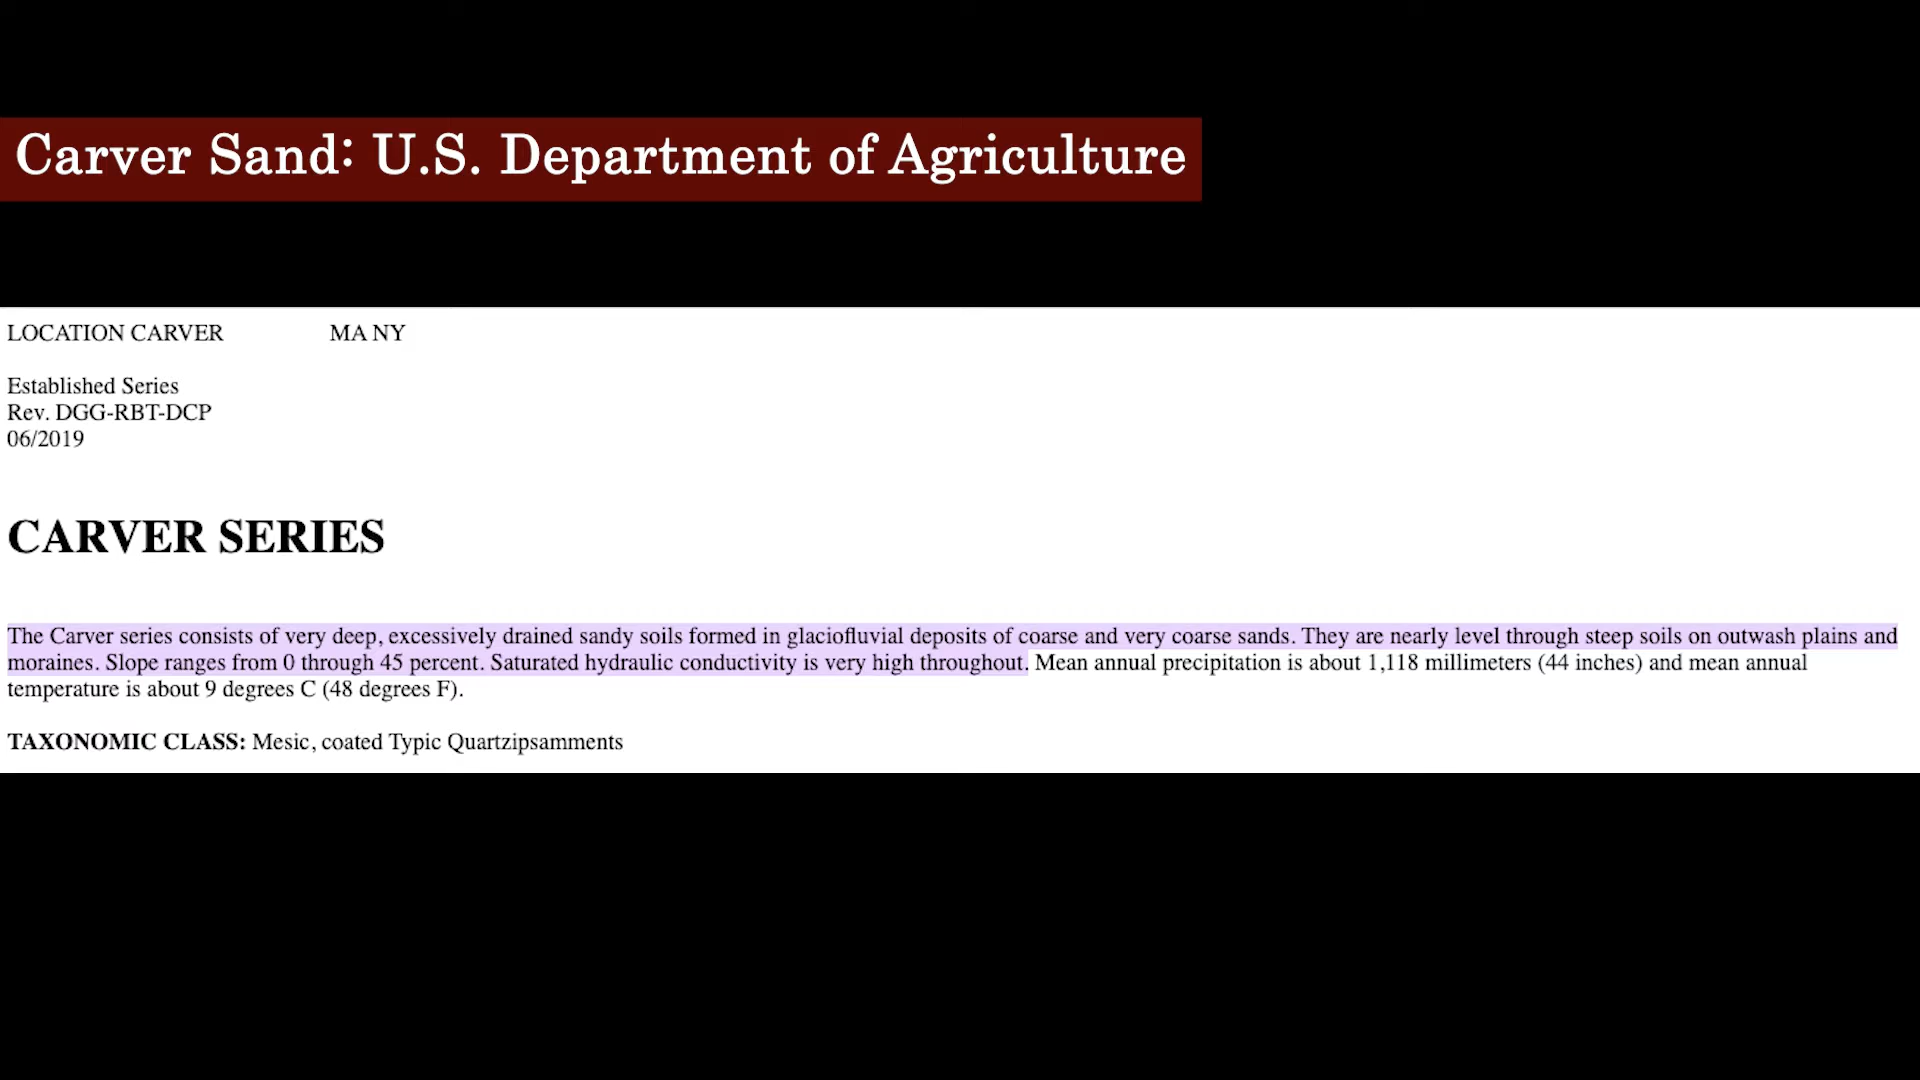 Carver Sand: U.S. Department of Agriculture
LOCATION CARVER MA NY
Established Series
Rev. DGG-RBT-DCP
06/2019
CARVER SERIES
The Carver series consists of very deep, excessively drained sandy soils formed in glaciofluvial deposits of coarse and very coarse sands. They are nearly level through steep soils on outwash plains and
moraines. Slope ranges from 0 through 45 percent. Saturated hydraulic conductivity is very high throughout. Mean annual precipitation is about 1,118 millimeters (44 inches) and mean annual
temperature is about 9 degrees C (48 degrees F).
TAXONOMIC CLASS: Mesic, coated Typic Quartzipsamments